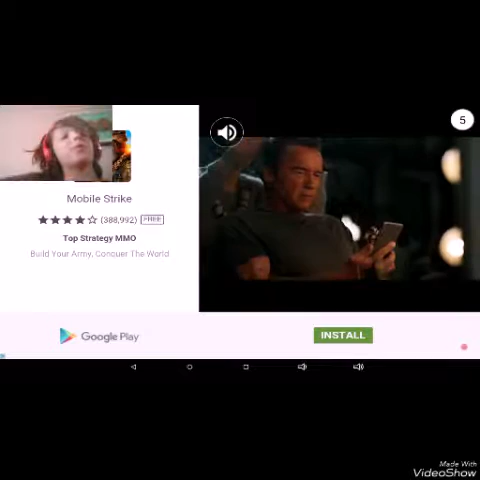 5
Mobile Strike
(388,992) FREE
Top Strategy MMO
Build Your Army, Conquer The World
Google Play
INSTALL
Made With
VideoShow